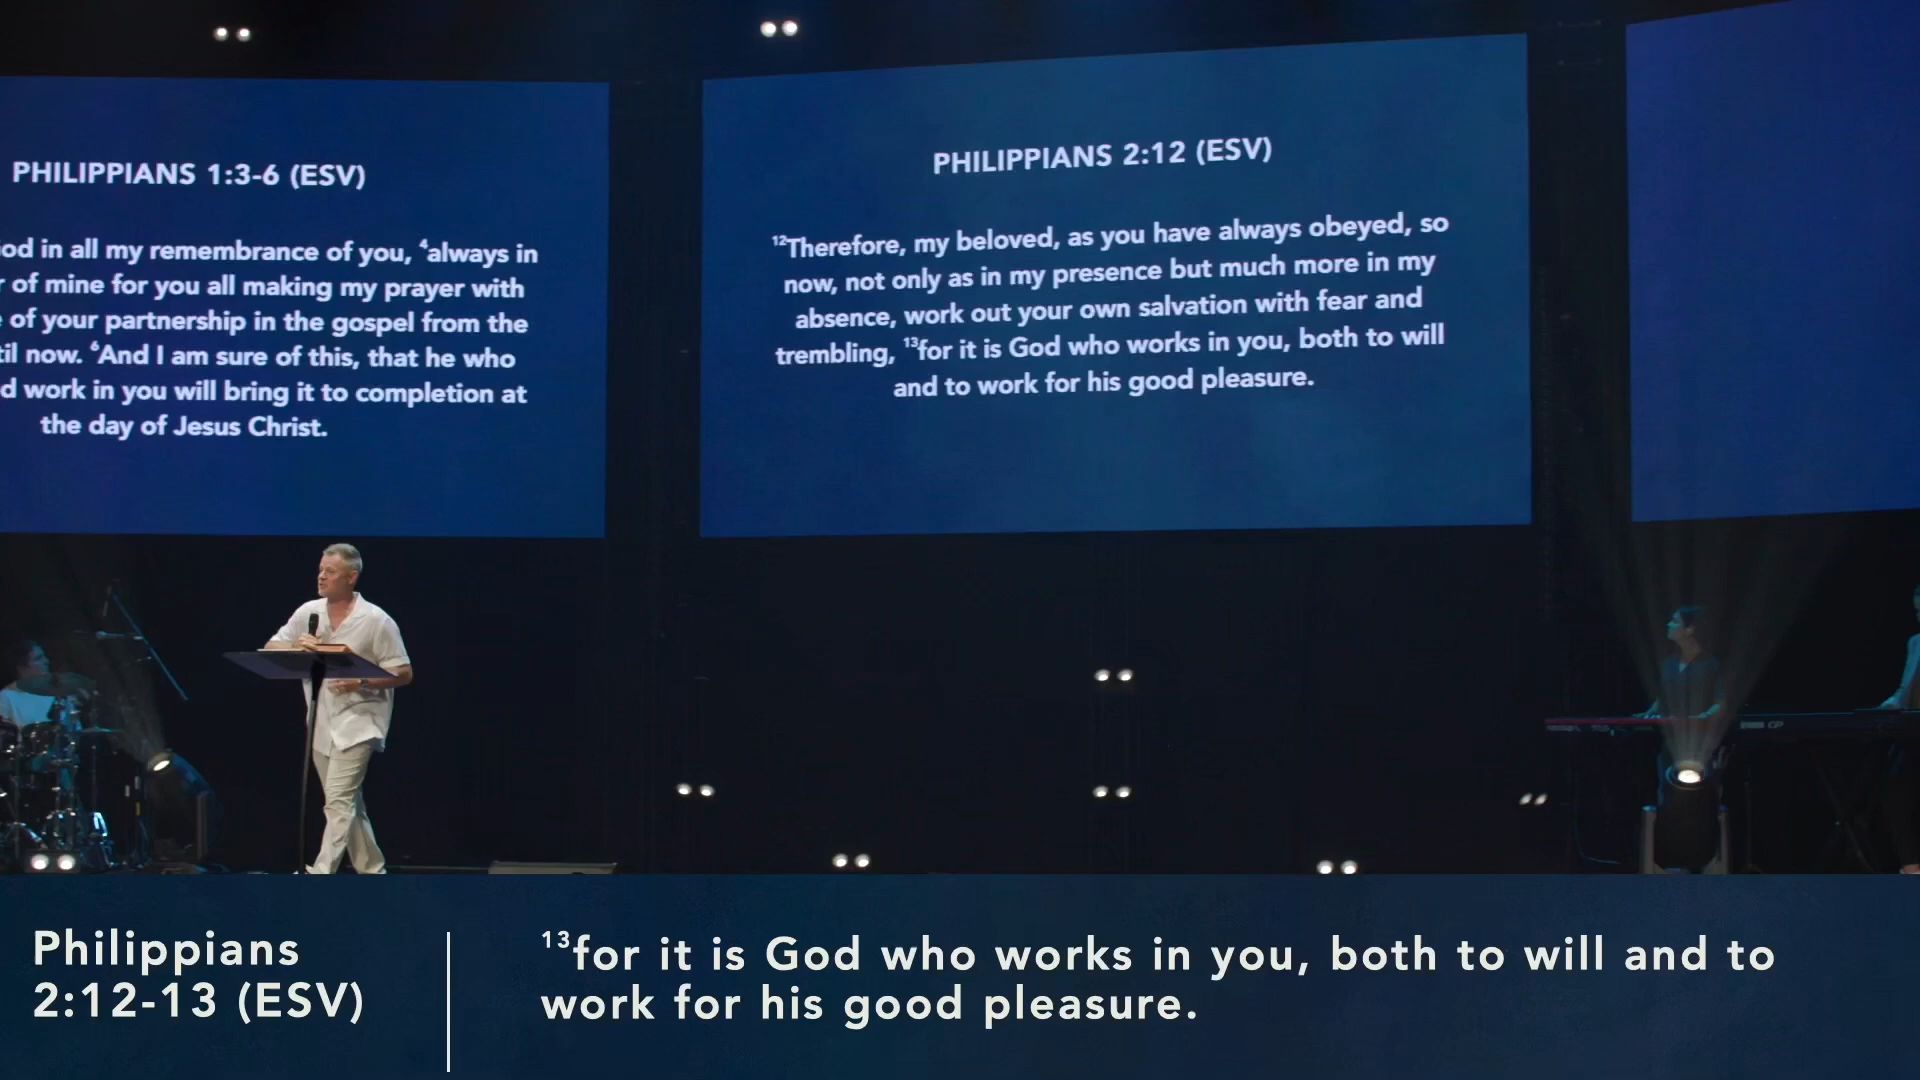 PHILIPPIANS 1:3-6 (ESV)
in all my remembrance of you, ⁴always in
of mine for you all making my prayer with
of your partnership in the gospel from the
now. ⁶And I am sure of this, that he who
work in you will bring it to completion at
the day of Jesus Christ.
PHILIPPIANS 2:12 (ESV)
¹²Therefore, my beloved, as you have always obeyed, so
now, not only as in my presence but much more in my
absence, work out your own salvation with fear and
trembling, ¹³for it is God who works in you, both to will
and to work for his good pleasure.
CP
Philippians
2:12-13 (ESV)
¹³for it is God who works in you, both to will and to
work for his good pleasure.